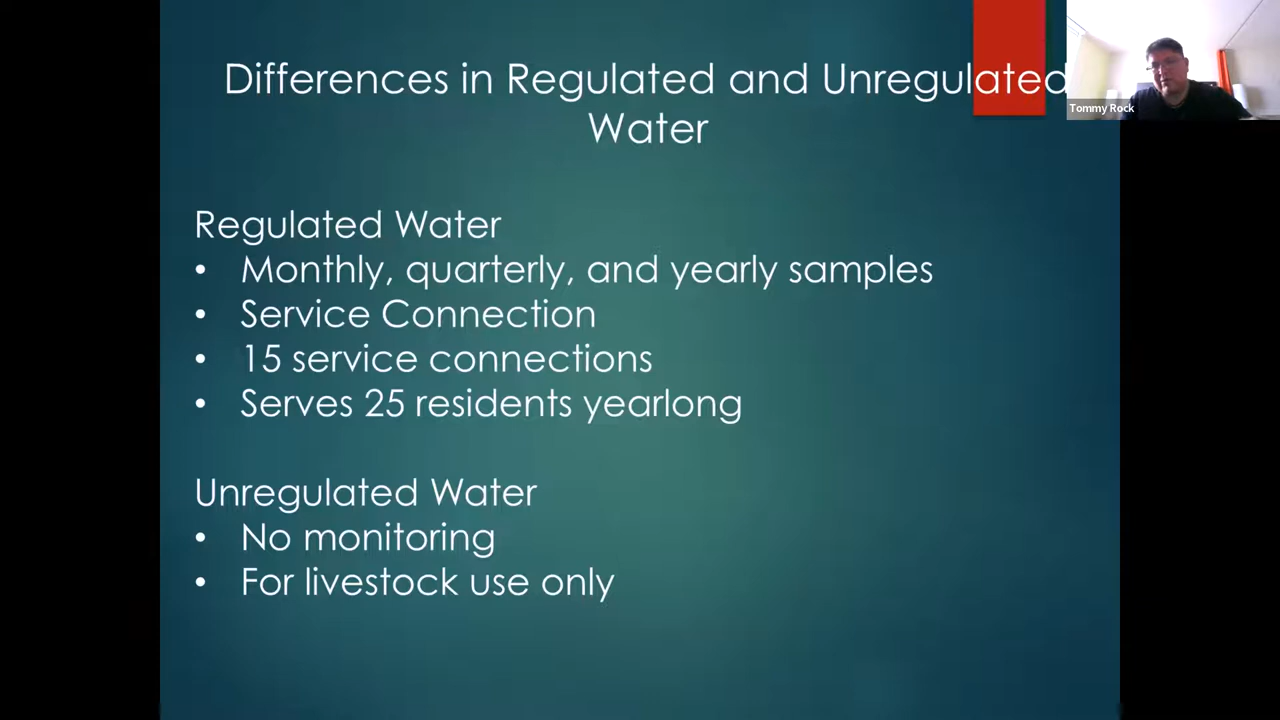 Differences in Regulated and Unregulated
Water
Tommy Rock
Regulated Water
• Monthly, quarterly, and yearly samples
• Service Connection
• 15 service connections
• Serves 25 residents yearlong
Unregulated Water
• No monitoring
• For livestock use only